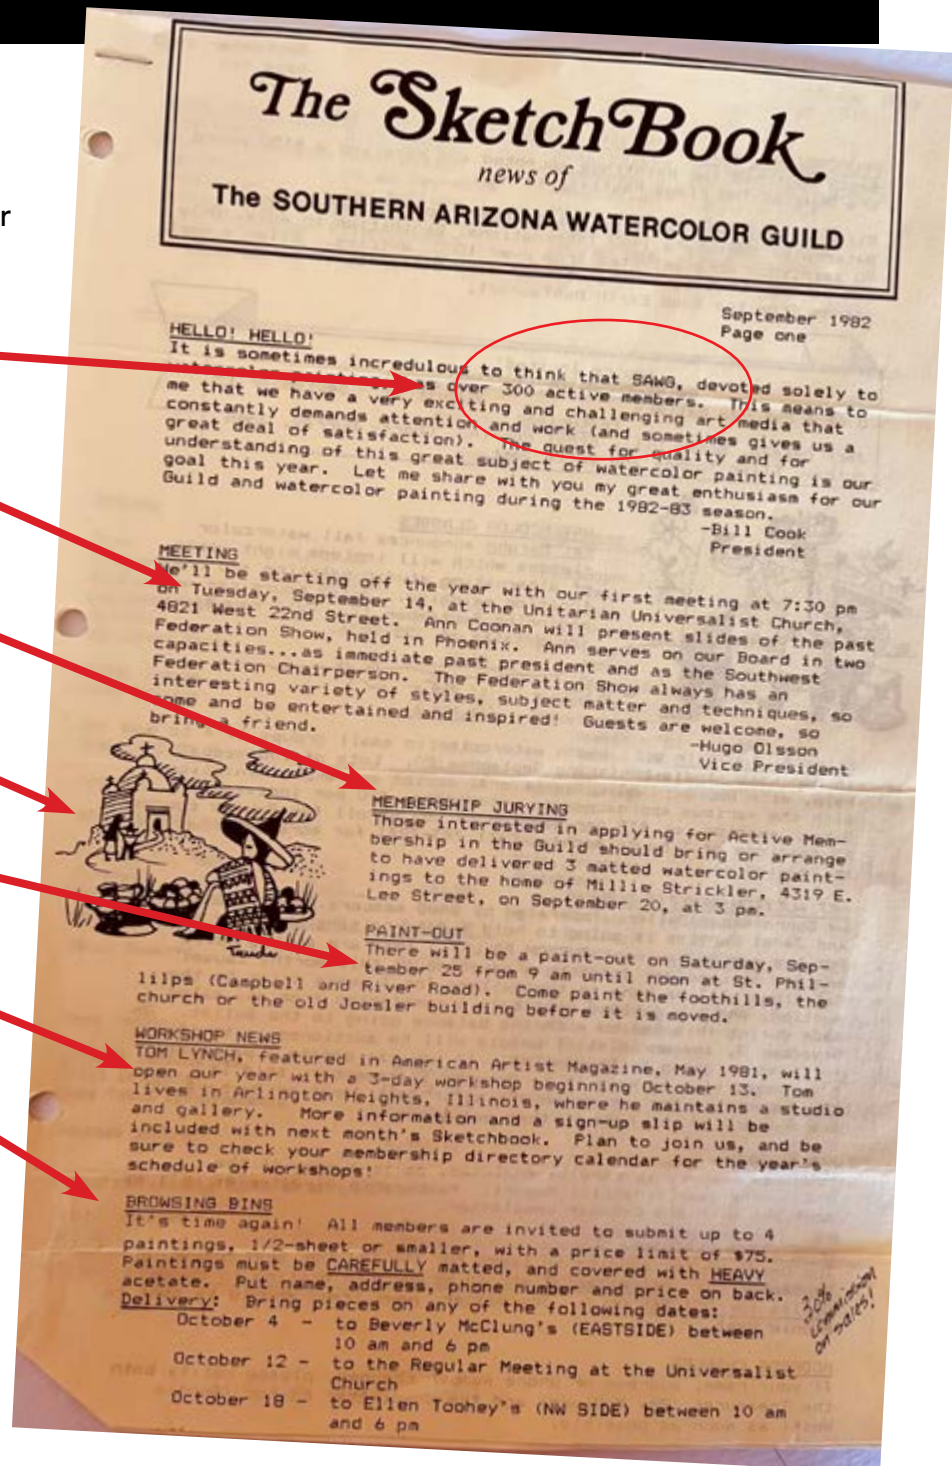 r
The SketchBook
news of
The SOUTHERN ARIZONA WATERCOLOR GUILD
September 1982
Page one
HELLO! HELLO!
It is sometimes incredulous to think that SAWG, devoted solely to
watercolor painting, has over 300 active members. This means to
me that we have a very exciting and challenging art media that
constantly demands attention and work (and sometimes gives us a
great deal of satisfaction). The quest for quality and for
understanding of this great subject of watercolor painting is our
goal this year. Let me share with you my great enthusiasm for our
Guild and watercolor painting during the 1982-83 season.
-Bill Cook
President
MEETING
We'll be starting off the year with our first meeting at 7:30 pm
on Tuesday, September 14, at the Unitarian Universalist Church,
4821 West 22nd Street. Ann Coonan will present slides of the past
Federation Show, held in Phoenix. Ann serves on our Board in two
capacities...as immediate past president and as the Southwest
Federation Chairperson. The Federation Show always has an
interesting variety of styles, subject matter and techniques, so
come and be entertained and inspired! Guests are welcome, so
bring a friend.
-Hugo Olsson
Vice President
MEMBERSHIP JURYING
Those interested in applying for Active Mem-
bership in the Guild should bring or arrange
to have delivered 3 matted watercolor paint-
ings to the home of Millie Strickler, 4319 E.
Lee Street, on September 20, at 3 pm.
PAINT-OUT
There will be a paint-out on Saturday, Sep-
tember 25 from 9 am until noon at St. Phil-
lilps (Campbell and River Road). Come paint the foothills, the
church or the old Joesler building before it is moved.
WORKSHOP NEWS
TOM LYNCH, featured in American Artist Magazine, May 1981, will
open our year with a 3-day workshop beginning October 13. Tom
lives in Arlington Heights, Illinois, where he maintains a studio
and gallery. More information and a sign-up slip will be
included with next month's Sketchbook. Plan to join us, and be
sure to check your membership directory calendar for the year's
schedule of workshops!
BROWSING BINS
It's time again! All members are invited to submit up to 4
paintings, 1/2-sheet or smaller, with a price limit of $75.
Paintings must be CAREFULLY matted, and covered with HEAVY
acetate. Put name, address, phone number and price on back.
Delivery: Bring pieces on any of the following dates:
October 4 - to Beverly McClung's (EASTSIDE) between
10 am and 6 pm
October 12 - to the Regular Meeting at the Universalist
Church
October 18 - to Ellen Toohey's (NW SIDE) between 10 am
and 6 pm
30%
commission
on sales!